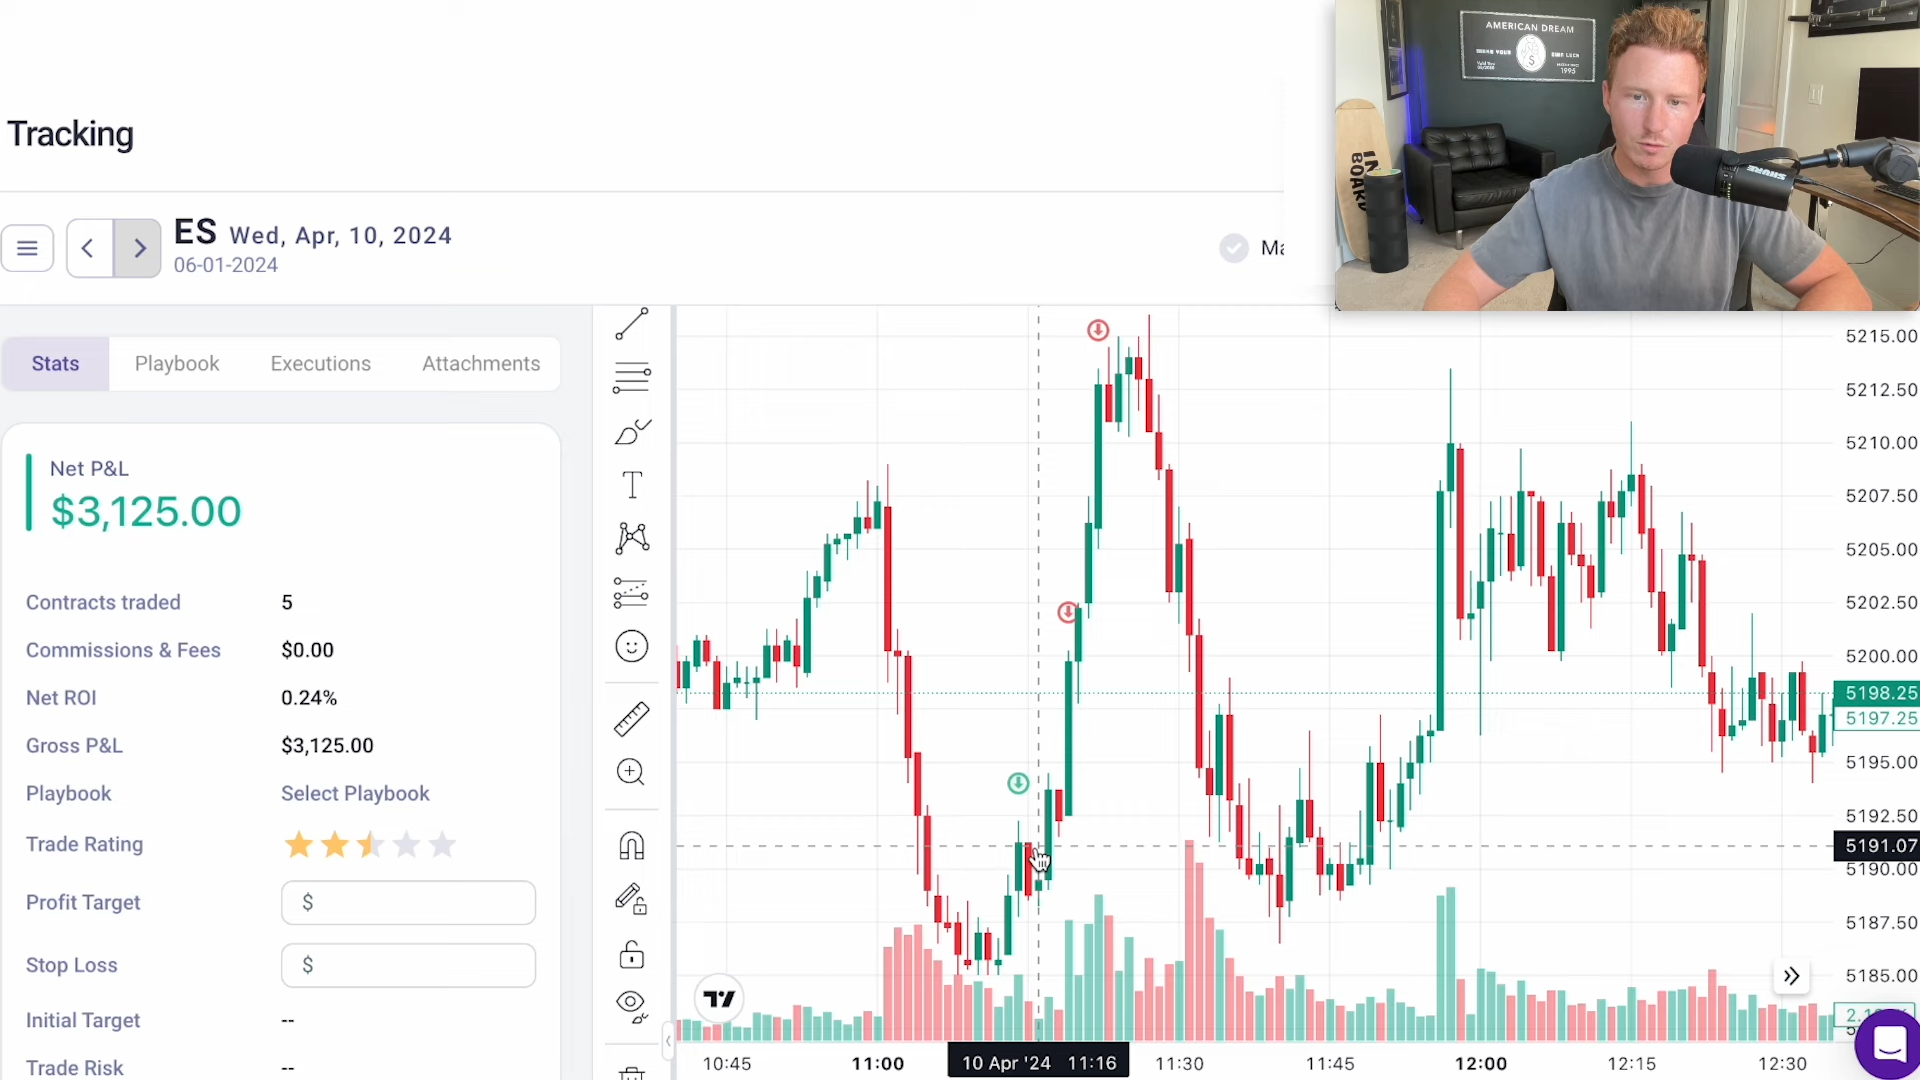 Tracking
ES Wed, Apr, 10, 2024
06-01-2024
Ma
Stats Playbook Executions Attachments
Net P&L
$3,125.00
Contracts traded 5
Commissions & Fees $0.00
Net ROI 0.24%
Gross P&L $3,125.00
Playbook Select Playbook
Trade Rating
Profit Target $
Stop Loss $
Initial Target --
Trade Risk --
T
5215.00
5212.50
5210.00
5207.50
5205.00
5202.50
5200.00
5198.25
5197.25
5195.00
5192.50
5191.07
5190.00
5187.50
5185.00
10:45 11:00 10 Apr '24 11:16 11:30 11:45 12:00 12:15 12:30
AMERICAN DREAM
1995
BOARD
SHURE